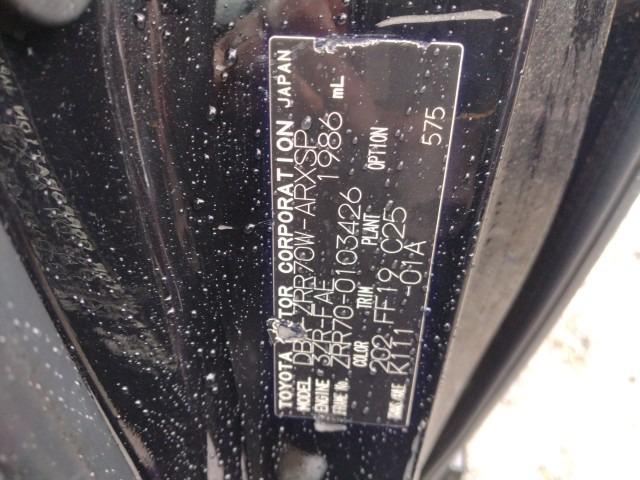 TOYOTA MOTOR CORPORATION JAPAN
MODEL DBA-ZRR70W-ARXSP
ENGINE 3ZR-FAE 1986 mL
FRAME No. ZRR70-0103426
COLOR TRIM PLANT OPTION
202 FF19 C25
K111 -01A 575